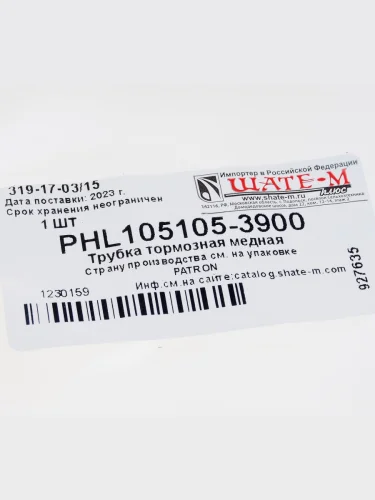 Импортер в Российской Федерации
ШАТЕ-М
плюс
www.shate-m.ru
319-17-03/15
Дата поставки: 2023 г.
Срок хранения неограничен
1 ШТ
PHL105105-3900
Трубка тормозная медная
Страну производства см. на упаковке
PATRON
Инф.см.на сайте:catalog.shate-m.com
1230159
927635